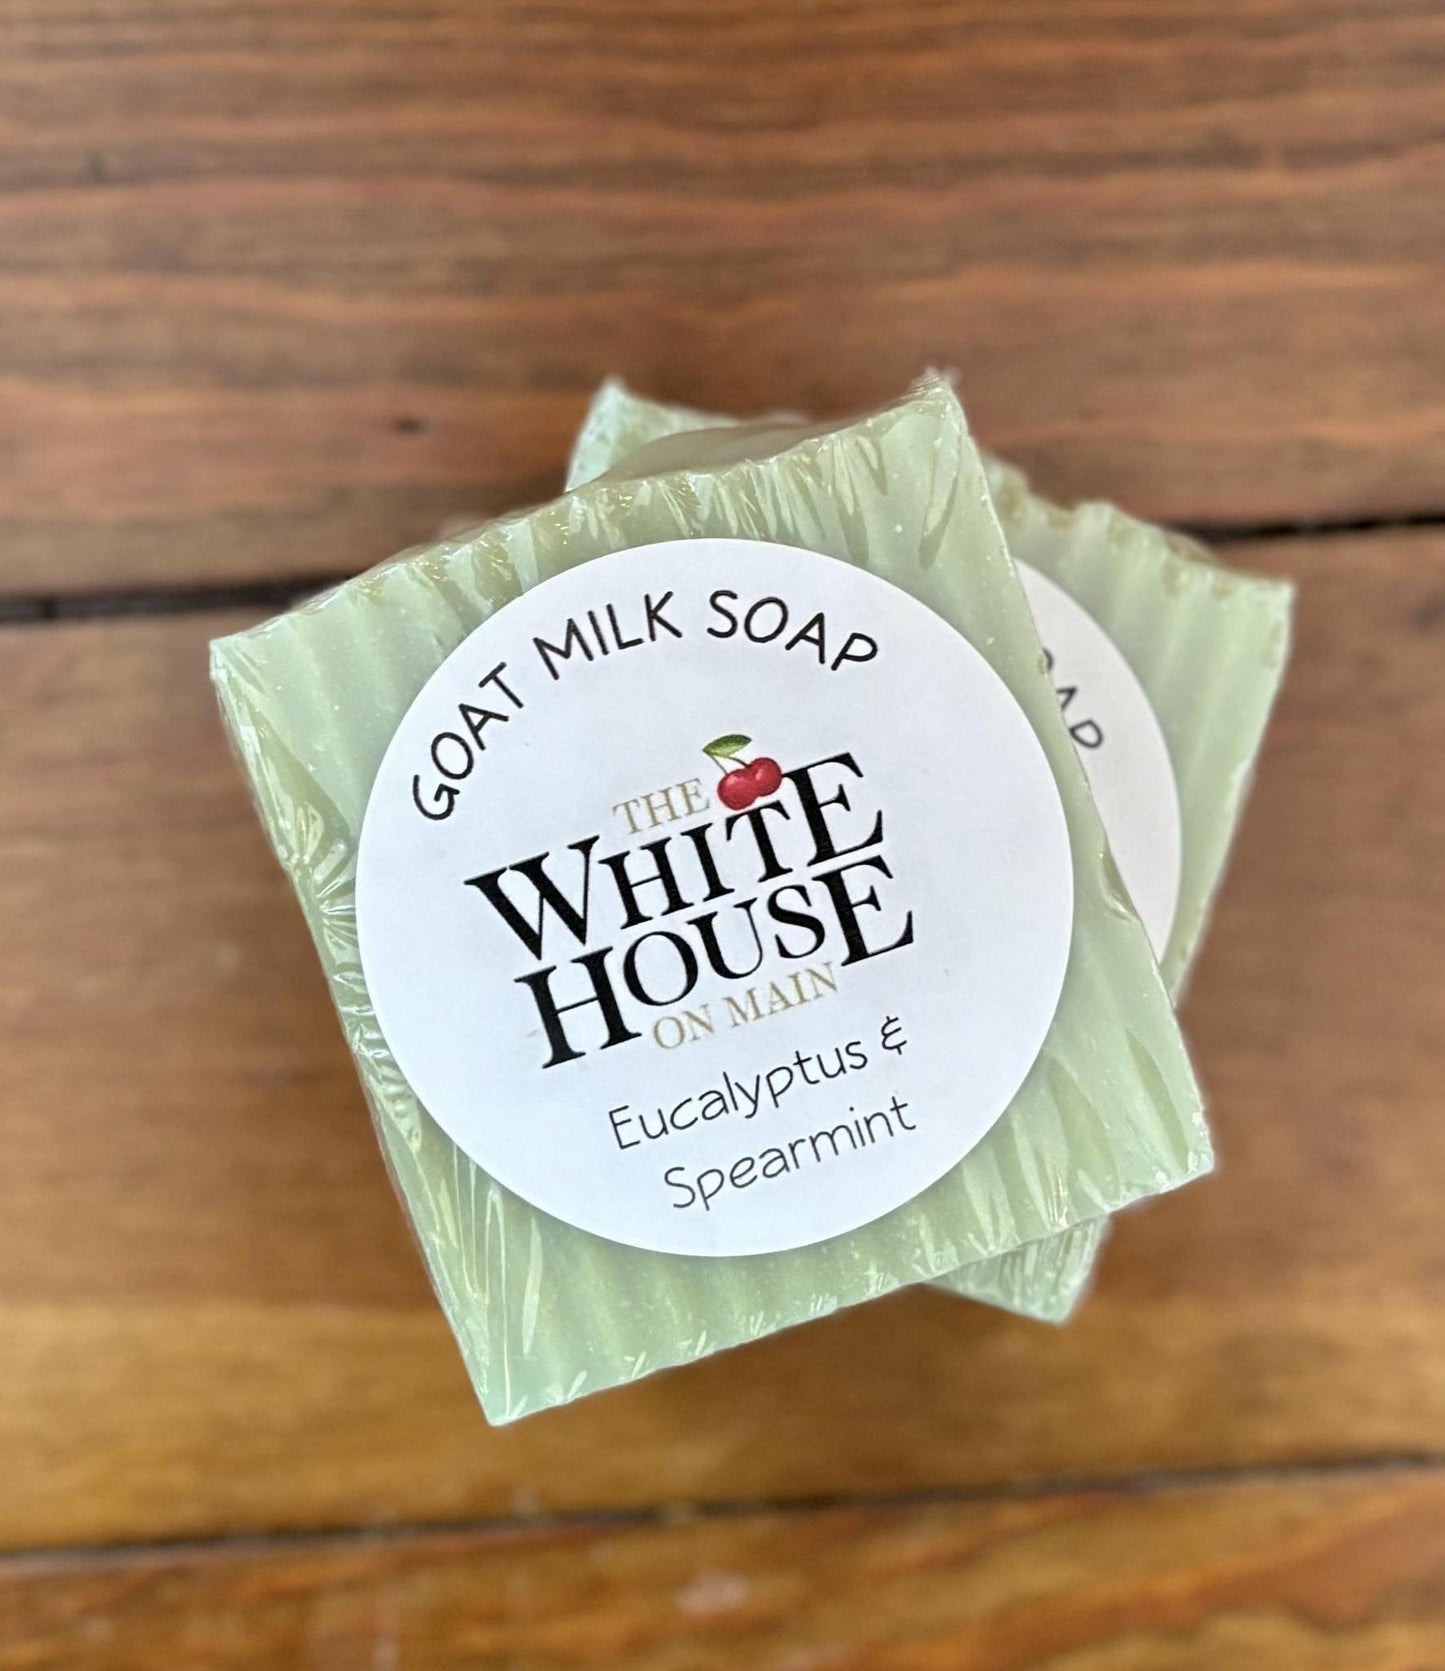 GOAT MILK SOAP
THE
WHITE
HOUSE
ON MAIN
Eucalyptus &
Spearmint